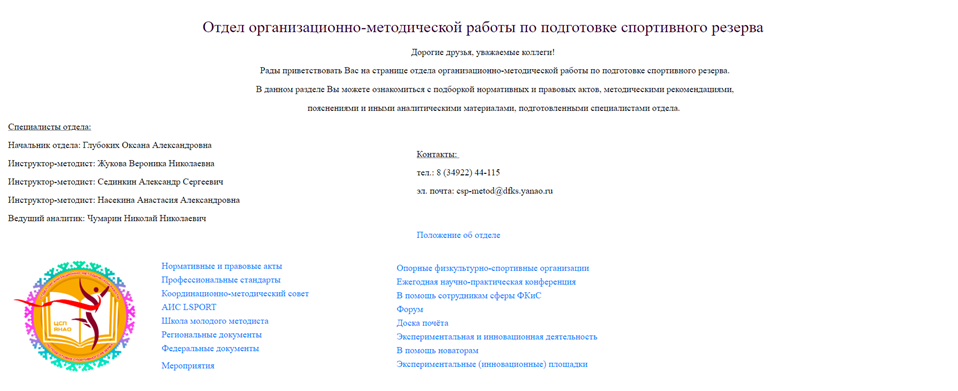 Отдел организационно-методической работы по подготовке спортивного резерва
Дорогие друзья, уважаемые коллеги!
Рады приветствовать Вас на странице отдела организационно-методической работы по подготовке спортивного резерва.
В данном разделе Вы можете ознакомиться с подборкой нормативных и правовых актов, методическими рекомендациями,
пояснениями и иными аналитическими материалами, подготовленными специалистами отдела.
Специалисты отдела:
Начальник отдела: Глубоких Оксана Александровна
Инструктор-методист: Жукова Вероника Николаевна
Инструктор-методист: Сединкин Александр Сергеевич
Инструктор-методист: Насекина Анастасия Александровна
Ведущий аналитик: Чумарин Николай Николаевич
Контакты:
тел.: 8 (34922) 44-115
эл. почта: csp-metod@dfks.yanao.ru
Положение об отделе
ЦСП
ЯНАО
Нормативные и правовые акты
Профессиональные стандарты
Координационно-методический совет
АИС LSPORT
Школа молодого методиста
Региональные документы
Федеральные документы
Мероприятия
Опорные физкультурно-спортивные организации
Ежегодная научно-практическая конференция
В помощь сотрудникам сферы ФКиС
Форум
Доска почёта
Экспериментальная и инновационная деятельность
В помощь новаторам
Экспериментальные (инновационные) площадки